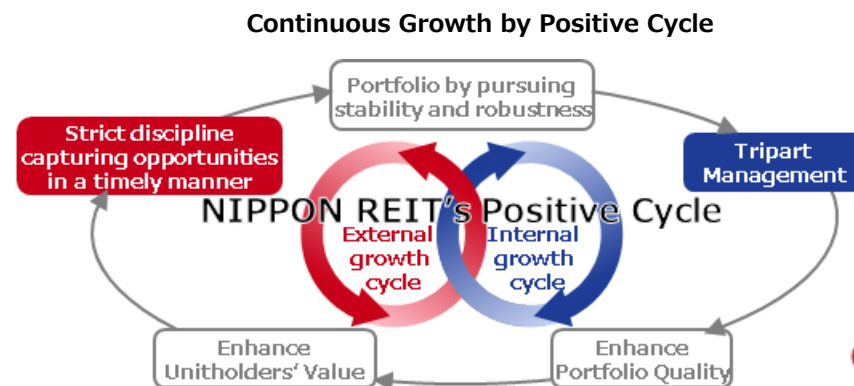 Continuous Growth by Positive Cycle
Portfolio by pursuing
stability and robustness
Strict discipline
capturing opportunities
in a timely manner
Tripart
Management
NIPPON REIT's Positive Cycle
External
growth
cycle
Internal
growth
cycle
Enhance
Unitholders' Value
Enhance
Portfolio Quality